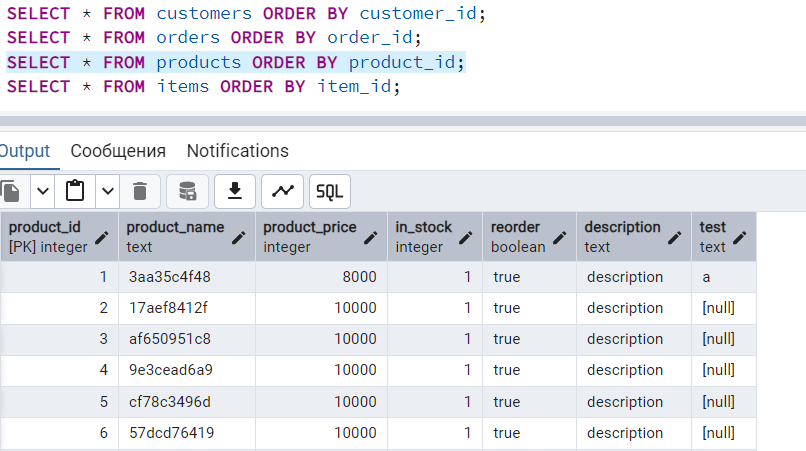 SELECT * FROM customers ORDER BY customer_id;
SELECT * FROM orders ORDER BY order_id;
SELECT * FROM products ORDER BY product_id;
SELECT * FROM items ORDER BY item_id;
Output Сообщения Notifications
SQL
product_id product_name product_price in_stock reorder description test
[PK] integer text integer integer boolean text text
1 3aa35c4f48 8000 1 true description a
2 17aef8412f 10000 1 true description [null]
3 af650951c8 10000 1 true description [null]
4 9e3cead6a9 10000 1 true description [null]
5 cf78c3496d 10000 1 true description [null]
6 57dcd76419 10000 1 true description [null]